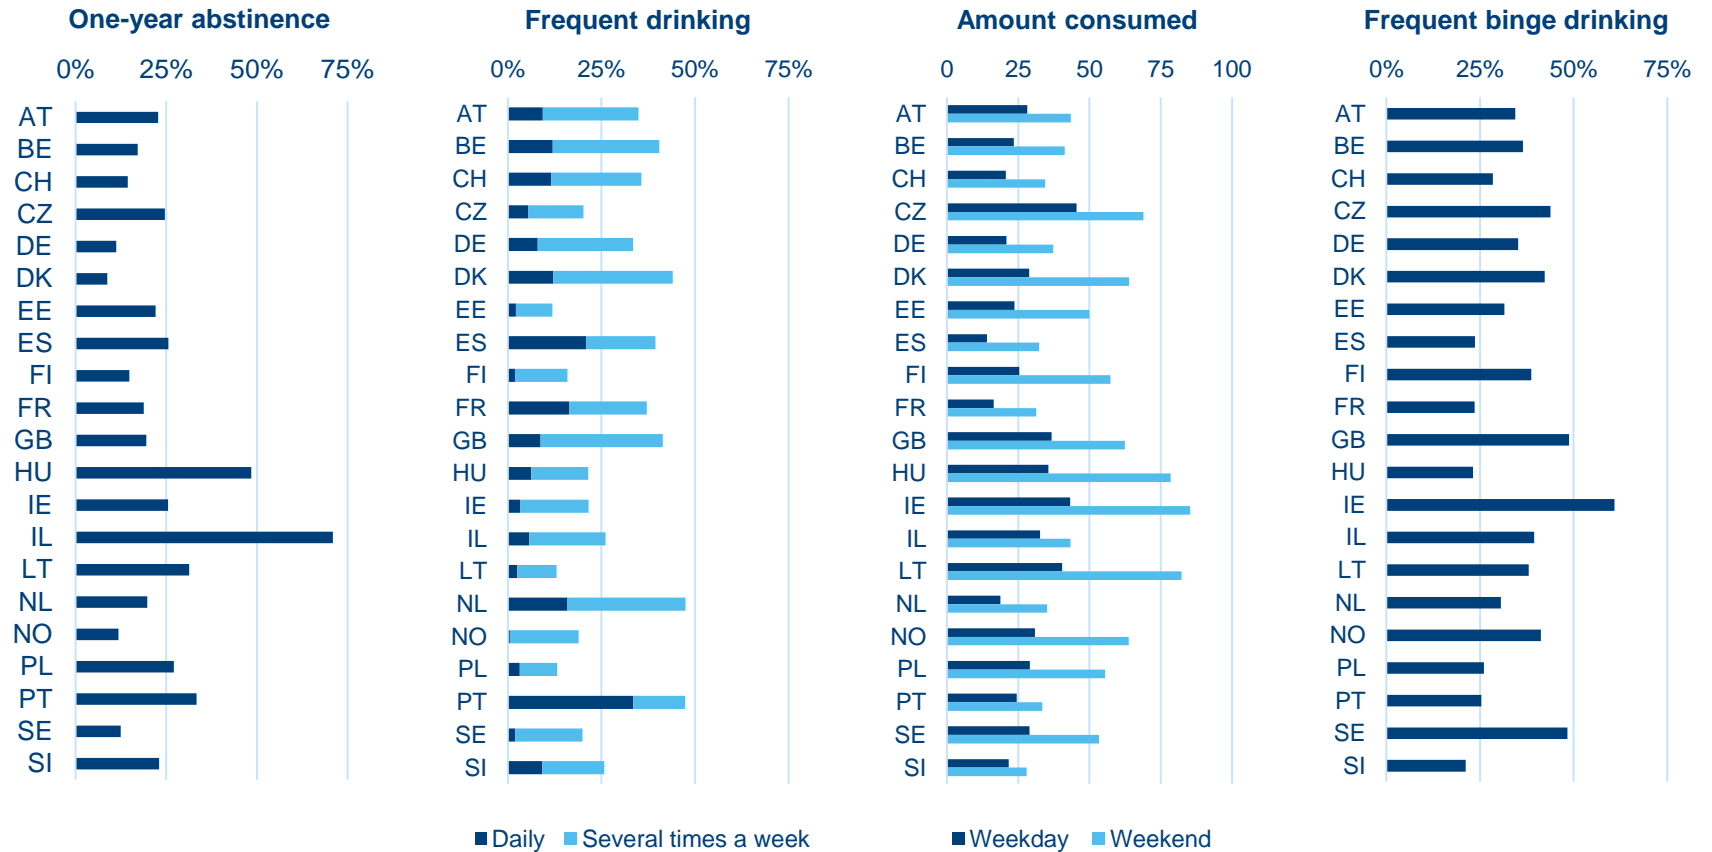 One-year abstinence
0% 25% 50% 75%
AT
BE
CH
CZ
DE
DK
EE
ES
FI
FR
GB
HU
IE
IL
LT
NL
NO
PL
PT
SE
SI
Frequent drinking
0% 25% 50% 75%
AT
BE
CH
CZ
DE
DK
EE
ES
FI
FR
GB
HU
IE
IL
LT
NL
NO
PL
PT
SE
SI
Daily Several times a week
Amount consumed
0 25 50 75 100
AT
BE
CH
CZ
DE
DK
EE
ES
FI
FR
GB
HU
IE
IL
LT
NL
NO
PL
PT
SE
SI
Weekday Weekend
Frequent binge drinking
0% 25% 50% 75%
AT
BE
CH
CZ
DE
DK
EE
ES
FI
FR
GB
HU
IE
IL
LT
NL
NO
PL
PT
SE
SI